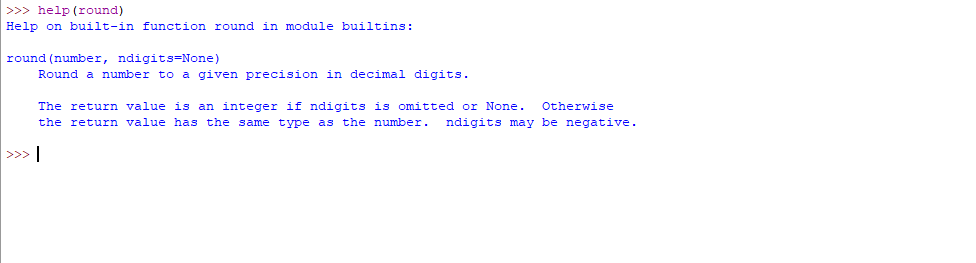 >>> help(round)
Help on built-in function round in module builtins:
round(number, ndigits=None)
Round a number to a given precision in decimal digits.
The return value is an integer if ndigits is omitted or None.  Otherwise
the return value has the same type as the number.  ndigits may be negative.
>>>